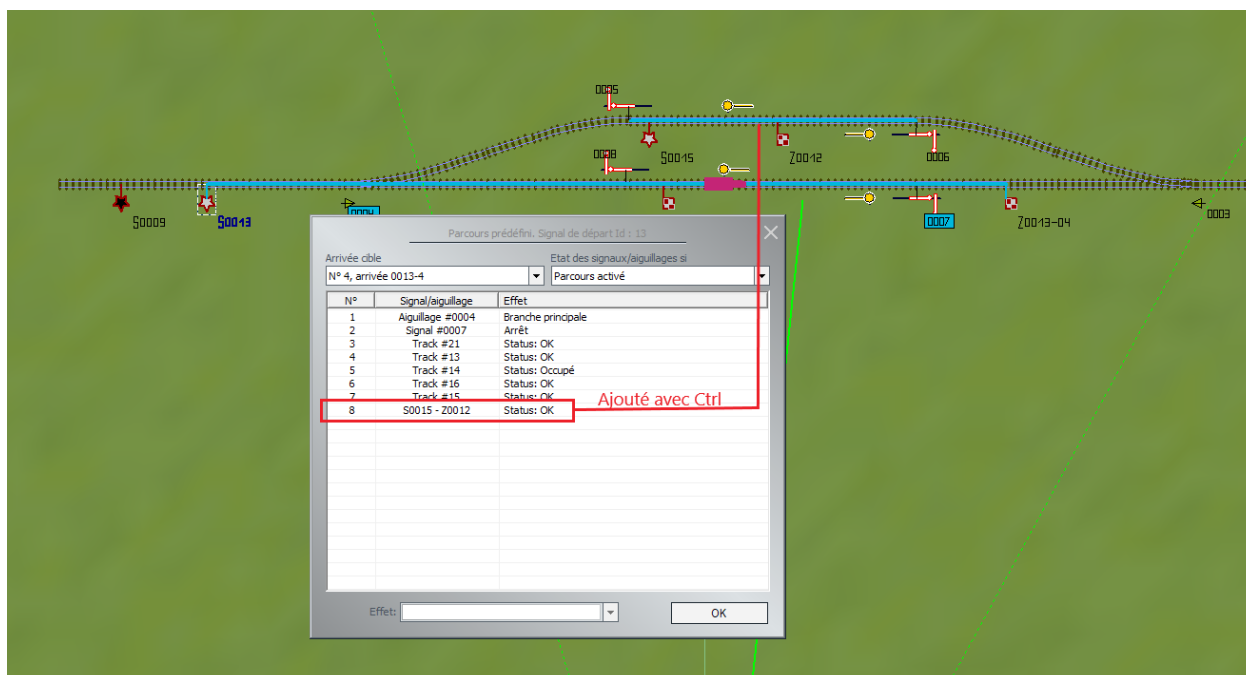 0005
S0015
Z0012
0006
0008
S0009
S0013
0004
0007
Z0013-04
0003
Parcours prédéfini. Signal de départ Id : 13
Arrivée cible
Etat des signaux/aiguillages si
N° 4, arrivée 0013-4
Parcours activé
N° Signal/aiguillage Effet
1 Aiguillage #0004 Branche principale
2 Signal #0007 Arrêt
3 Track #21 Status: OK
4 Track #13 Status: OK
5 Track #14 Status: Occupé
6 Track #16 Status: OK
7 Track #15 Status: OK
8 S0015 - Z0012 Status: OK
Ajouté avec Ctrl
Effet:
OK